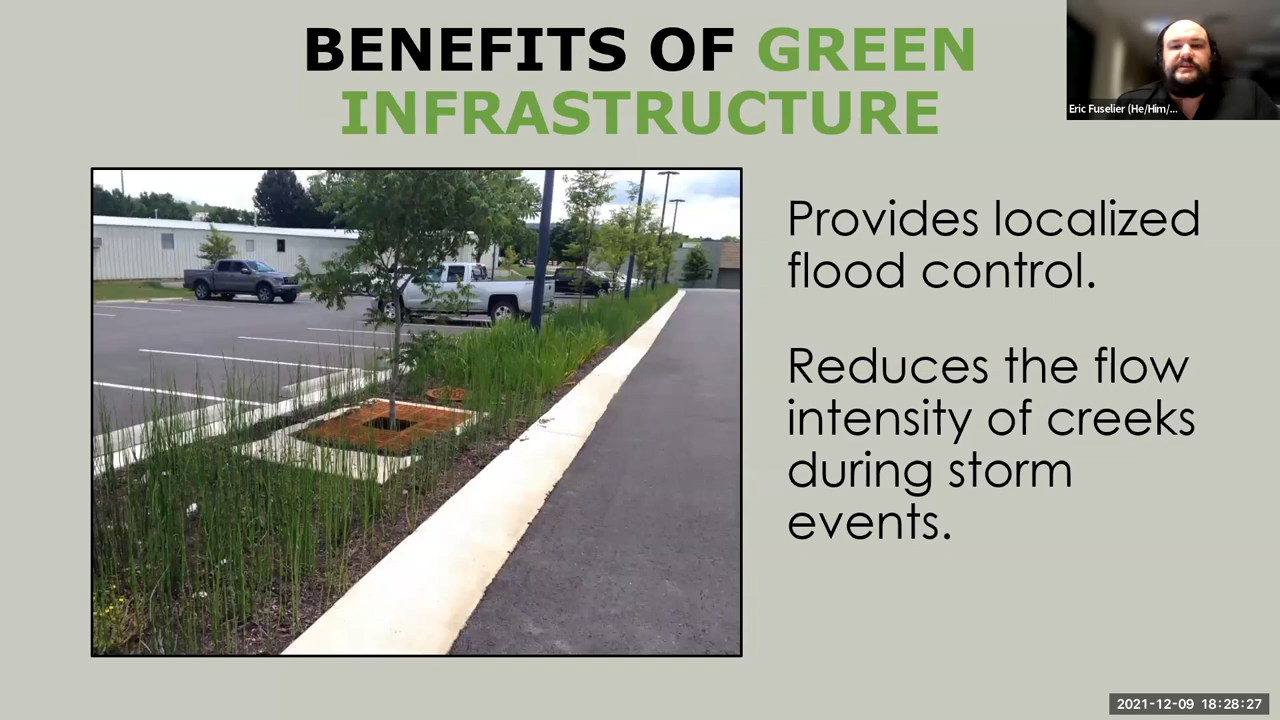 BENEFITS OF GREEN
INFRASTRUCTURE
Eric Fuselier (He/Him/...
Provides localized
flood control.
Reduces the flow
intensity of creeks
during storm
events.
2021-12-09 18:28:27